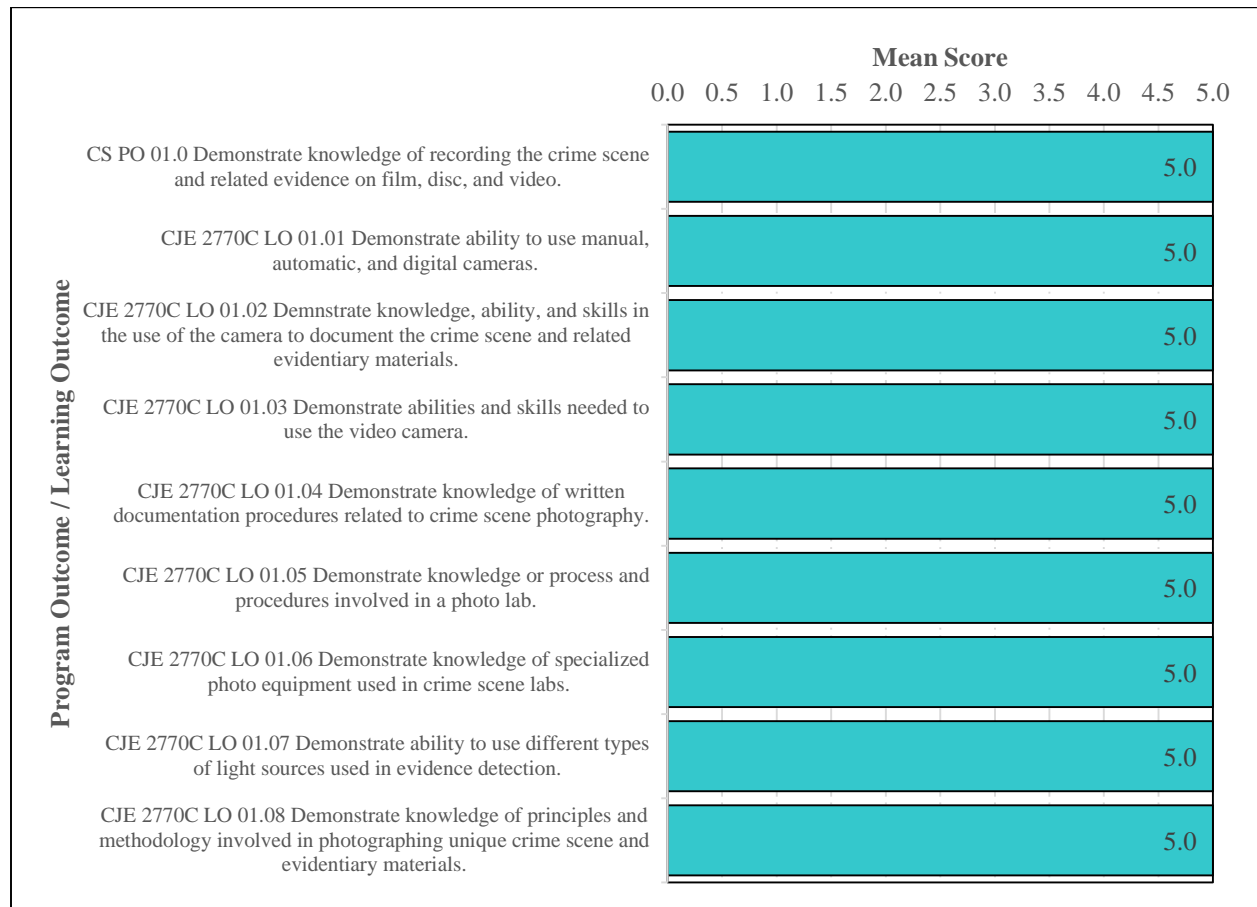 Mean Score
0.0 0.5 1.0 1.5 2.0 2.5 3.0 3.5 4.0 4.5 5.0
Program Outcome / Learning Outcome
CS PO 01.0 Demonstrate knowledge of recording the crime scene
and related evidence on film, disc, and video.
5.0
CJE 2770C LO 01.01 Demonstrate ability to use manual,
automatic, and digital cameras.
5.0
CJE 2770C LO 01.02 Demnstrate knowledge, ability, and skills in
the use of the camera to document the crime scene and related
evidentiary materials.
5.0
CJE 2770C LO 01.03 Demonstrate abilities and skills needed to
use the video camera.
5.0
CJE 2770C LO 01.04 Demonstrate knowledge of written
documentation procedures related to crime scene photography.
5.0
CJE 2770C LO 01.05 Demonstrate knowledge or process and
procedures involved in a photo lab.
5.0
CJE 2770C LO 01.06 Demonstrate knowledge of specialized
photo equipment used in crime scene labs.
5.0
CJE 2770C LO 01.07 Demonstrate ability to use different types
of light sources used in evidence detection.
5.0
CJE 2770C LO 01.08 Demonstrate knowledge of principles and
methodology involved in photographing unique crime scene and
evidentiary materials.
5.0